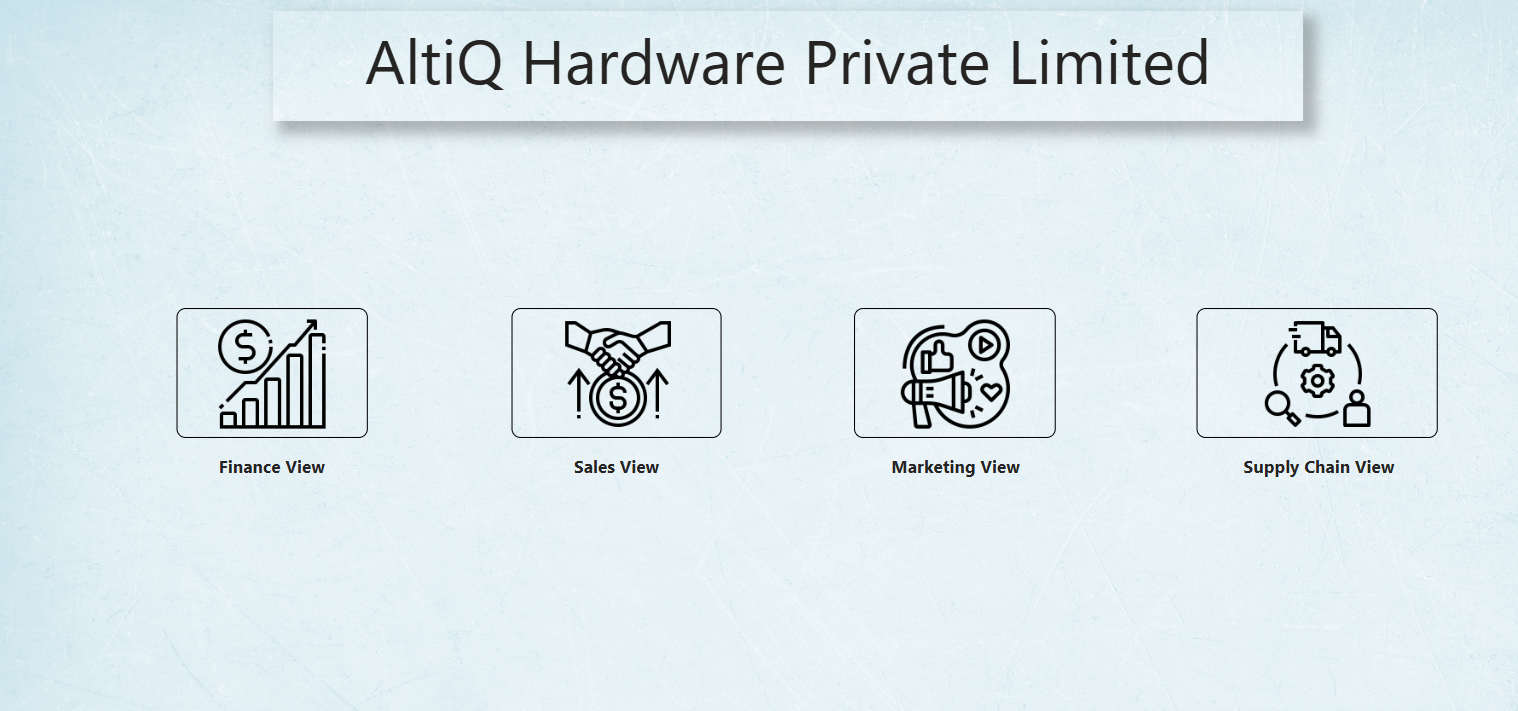 AltiQ Hardware Private Limited
Finance View
Sales View
Marketing View
Supply Chain View